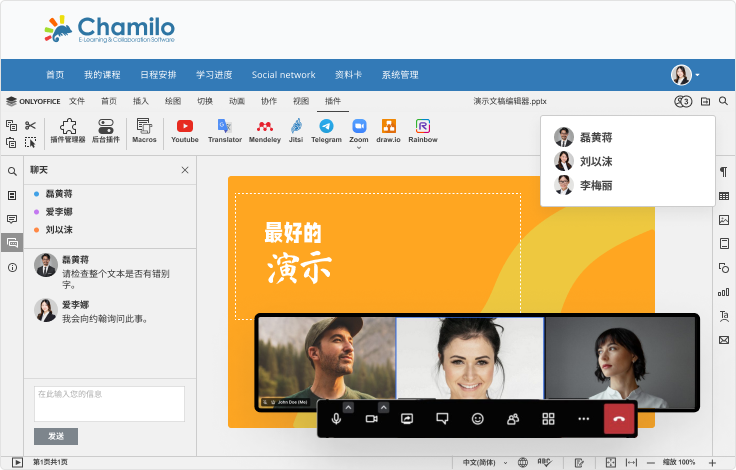 Chamilo
E-Learning & Collaboration Software
首页 我的课程 日程安排 学习进度 Social network 资料卡 系统管理
ONLYOFFICE 文件 首页 插入 绘图 切换 动画 协作 视图 插件 演示文稿编辑器.pptx 3
插件管理器 后台插件 Macros Youtube Translator Mendeley Jitsi Telegram Zoom draw.io Rainbow
磊黄蒋
刘以沫
李梅丽
聊天
磊黄蒋
爱李娜
刘以沫
磊黄蒋
请检查整个文本是否有错别
字。
爱李娜
我会向约翰询问此事。
最好的
演示
John Doe (Me)
在此输入您的信息
发送
第1页共1页 中文(简体) ABC 缩放 100%